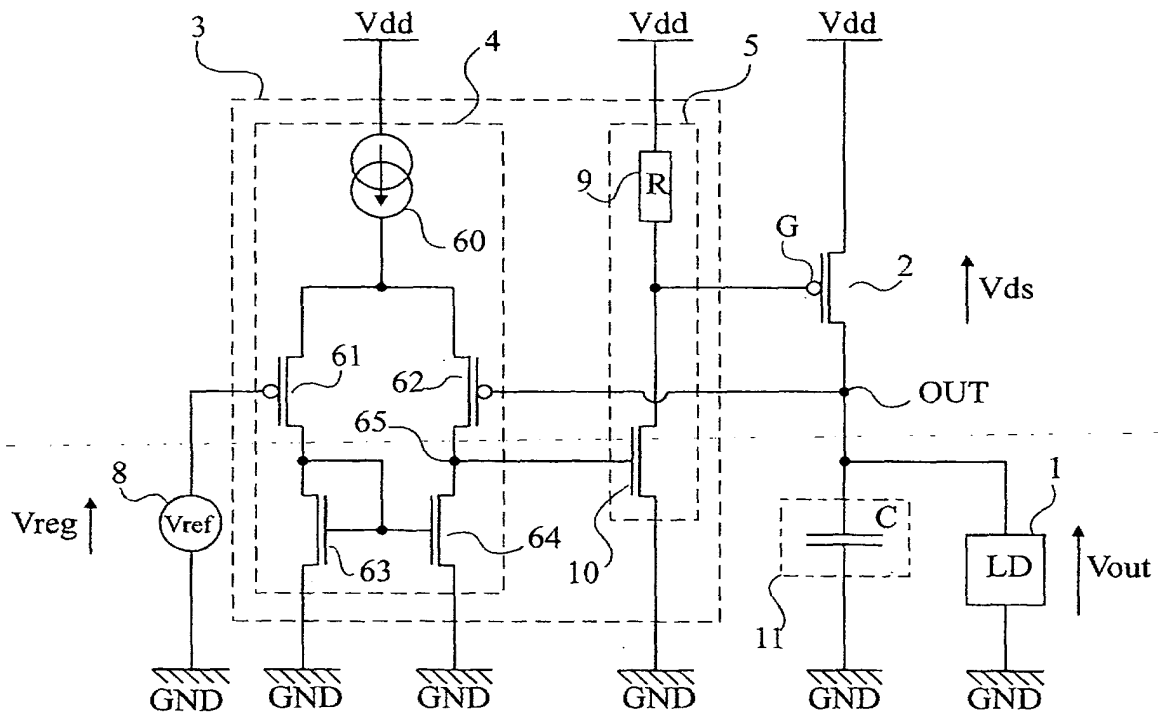 Vdd
Vdd
Vdd
3
4
5
9
R
60
G
2
Vds
61
62
OUT
65
8
1
Vreg
Vref
C
64
10
LD
Vout
63
11
GND
GND
GND
GND
GND
GND